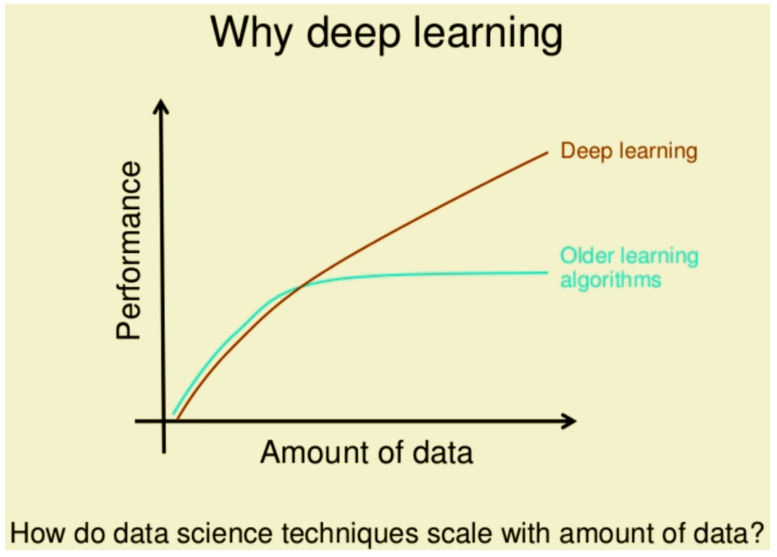 Why deep learning
Deep learning
Performance
Older learning
algorithms
Amount of data
How do data science techniques scale with amount of data?